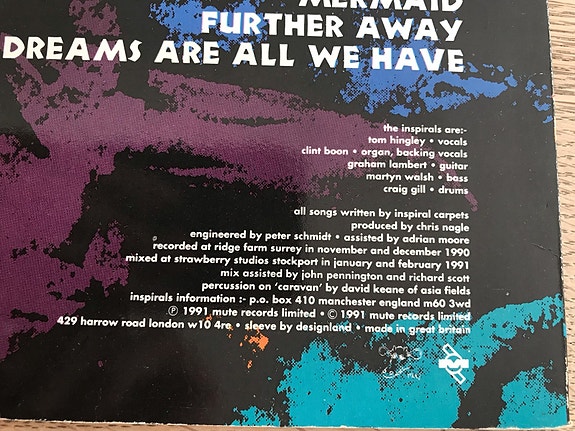 MERMAID
FURTHER AWAY
DREAMS ARE ALL WE HAVE
the inspirals are:-
tom hingley • vocals
clint boon • organ, backing vocals
graham lambert • guitar
martyn walsh • bass
craig gill • drums
all songs written by inspiral carpets
produced by chris nagle
engineered by peter schmidt • assisted by adrian moore
recorded at ridge farm surrey in november and december 1990
mixed at strawberry studios stockport in january and february 1991
mix assisted by john pennington and richard scott
percussion on 'caravan' by david keane of asia fields
inspirals information :- p.o. box 410 manchester england m60 3wd
℗ 1991 mute records limited • © 1991 mute records limited
429 harrow road london w10 4re • sleeve by designland • made in great britain